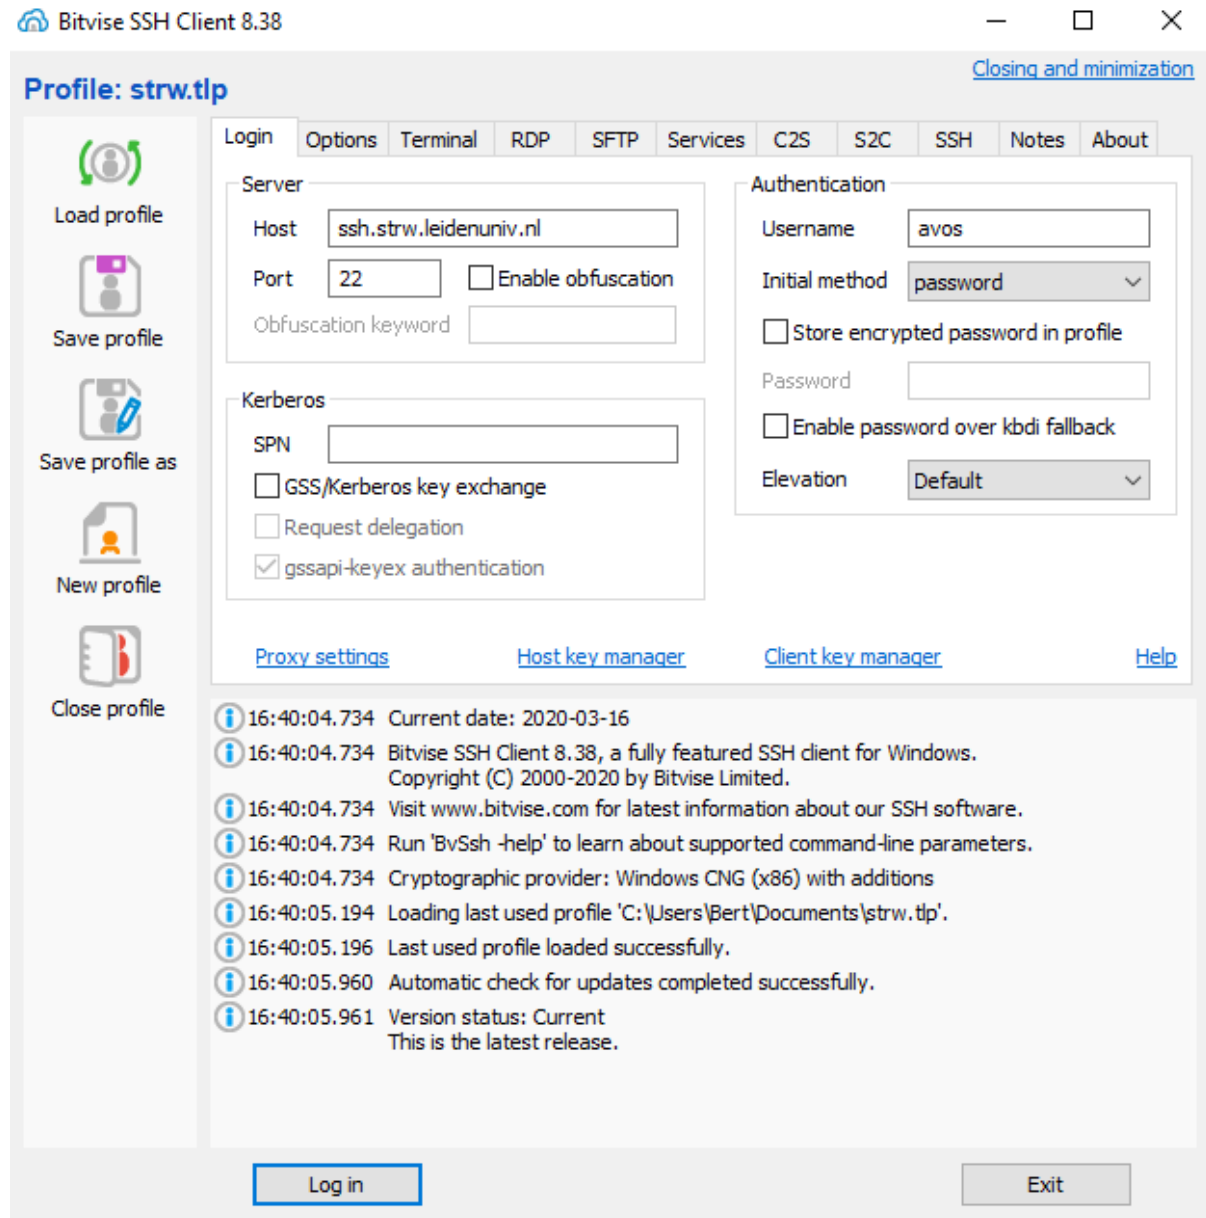 Bitvise SSH Client 8.38
Closing and minimization
Profile: strw.tlp
Load profile
Save profile
Save profile as
New profile
Close profile
Login Options Terminal RDP SFTP Services C2S S2C SSH Notes About
Server
Host ssh.strw.leidenuniv.nl
Port 22 Enable obfuscation
Obfuscation keyword
Kerberos
SPN
GSS/Kerberos key exchange
Request delegation
gssapi-keyex authentication
Authentication
Username avos
Initial method password
Store encrypted password in profile
Password
Enable password over kbdi fallback
Elevation Default
Proxy settings Host key manager Client key manager Help
16:40:04.734 Current date: 2020-03-16
16:40:04.734 Bitvise SSH Client 8.38, a fully featured SSH client for Windows.
Copyright (C) 2000-2020 by Bitvise Limited.
16:40:04.734 Visit www.bitvise.com for latest information about our SSH software.
16:40:04.734 Run 'BvSsh -help' to learn about supported command-line parameters.
16:40:04.734 Cryptographic provider: Windows CNG (x86) with additions
16:40:05.194 Loading last used profile 'C:\Users\Bert\Documents\strw.tlp'.
16:40:05.196 Last used profile loaded successfully.
16:40:05.960 Automatic check for updates completed successfully.
16:40:05.961 Version status: Current
This is the latest release.
Log in Exit